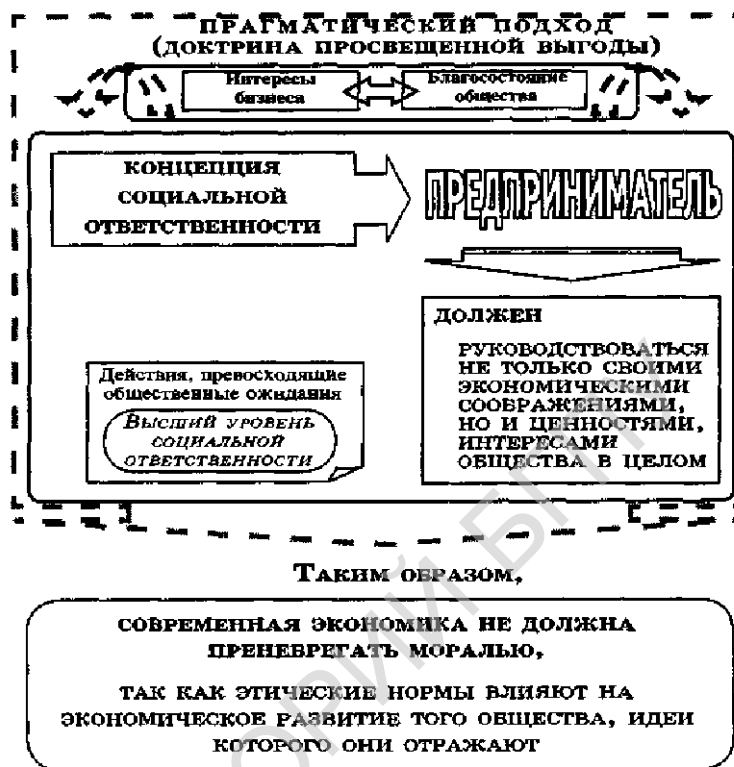 ПРАГМАТИЧЕСКИЙ ПОДХОД
(ДОКТРИНА ПРОСВЕЩЕННОЙ ВЫГОДЫ)
Интересы
бизнеса
Благосостояние
общества
КОНЦЕПЦИЯ
СОЦИАЛЬНОЙ
ОТВЕТСТВЕННОСТИ
ПРЕДПРИНИМАТЕЛЬ
ДОЛЖЕН
РУКОВОДСТВОВАТЬСЯ
НЕ ТОЛЬКО СВОИМИ
ЭКОНОМИЧЕСКИМИ
СООБРАЖЕНИЯМИ,
НО И ЦЕННОСТЯМИ,
ИНТЕРЕСАМИ
ОБЩЕСТВА В ЦЕЛОМ
Действия, превосходящие
общественные ожидания
ВЫСШИЙ УРОВЕНЬ
СОЦИАЛЬНОЙ
ОТВЕТСТВЕННОСТИ
ТАКИМ ОБРАЗОМ,
СОВРЕМЕННАЯ ЭКОНОМИКА НЕ ДОЛЖНА
ПРЕНЕБРЕГАТЬ МОРАЛЬЮ,
ТАК КАК ЭТИЧЕСКИЕ НОРМЫ ВЛИЯЮТ НА
ЭКОНОМИЧЕСКОЕ РАЗВИТИЕ ТОГО ОБЩЕСТВА, ИДЕИ
КОТОРОГО ОНИ ОТРАЖАЮТ